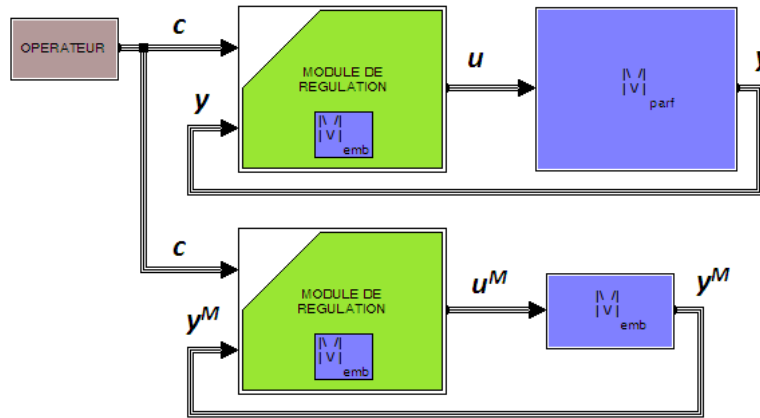 c
OPERATEUR
MODULE DE
REGULATION
u
y
y
|\ /|
| V |
emb
|\ /|
| V |
parf
c
MODULE DE
REGULATION
u^M
y^M
y^M
|\ /|
| V |
emb
|\ /|
| V |
emb